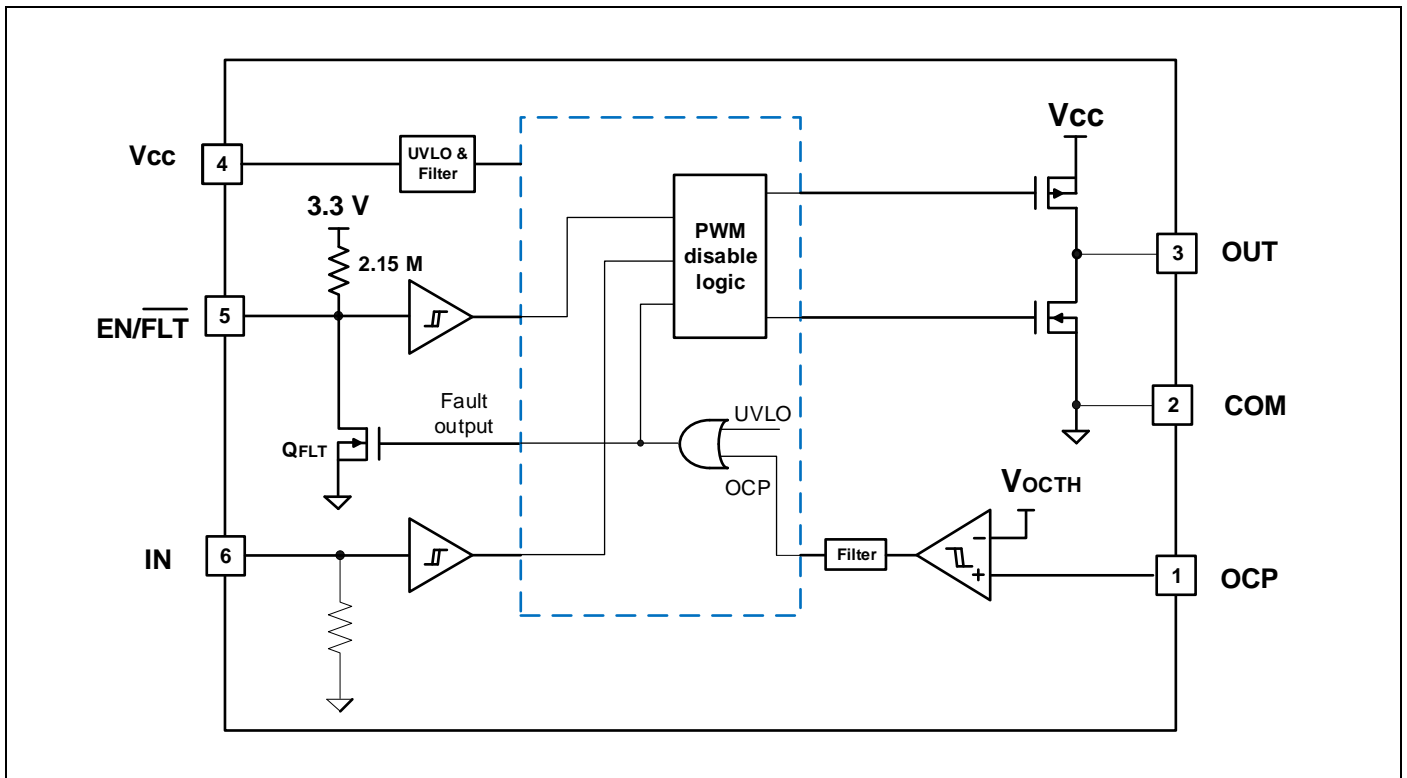 Vcc
4
UVLO &
Filter
3.3 V
2.15 M
EN/FLT
5
Fault
output
QFLT
IN
6
PWM
disable
logic
UVLO
OCP
Filter
VOCTH
-
+
Vcc
3
OUT
2
COM
1
OCP